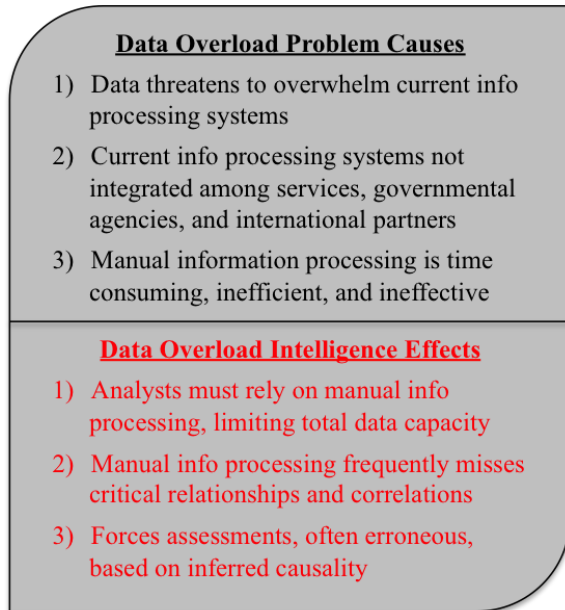 Data Overload Problem Causes
1) Data threatens to overwhelm current info
processing systems
2) Current info processing systems not
integrated among services, governmental
agencies, and international partners
3) Manual information processing is time
consuming, inefficient, and ineffective
Data Overload Intelligence Effects
1) Analysts must rely on manual info
processing, limiting total data capacity
2) Manual info processing frequently misses
critical relationships and correlations
3) Forces assessments, often erroneous,
based on inferred causality